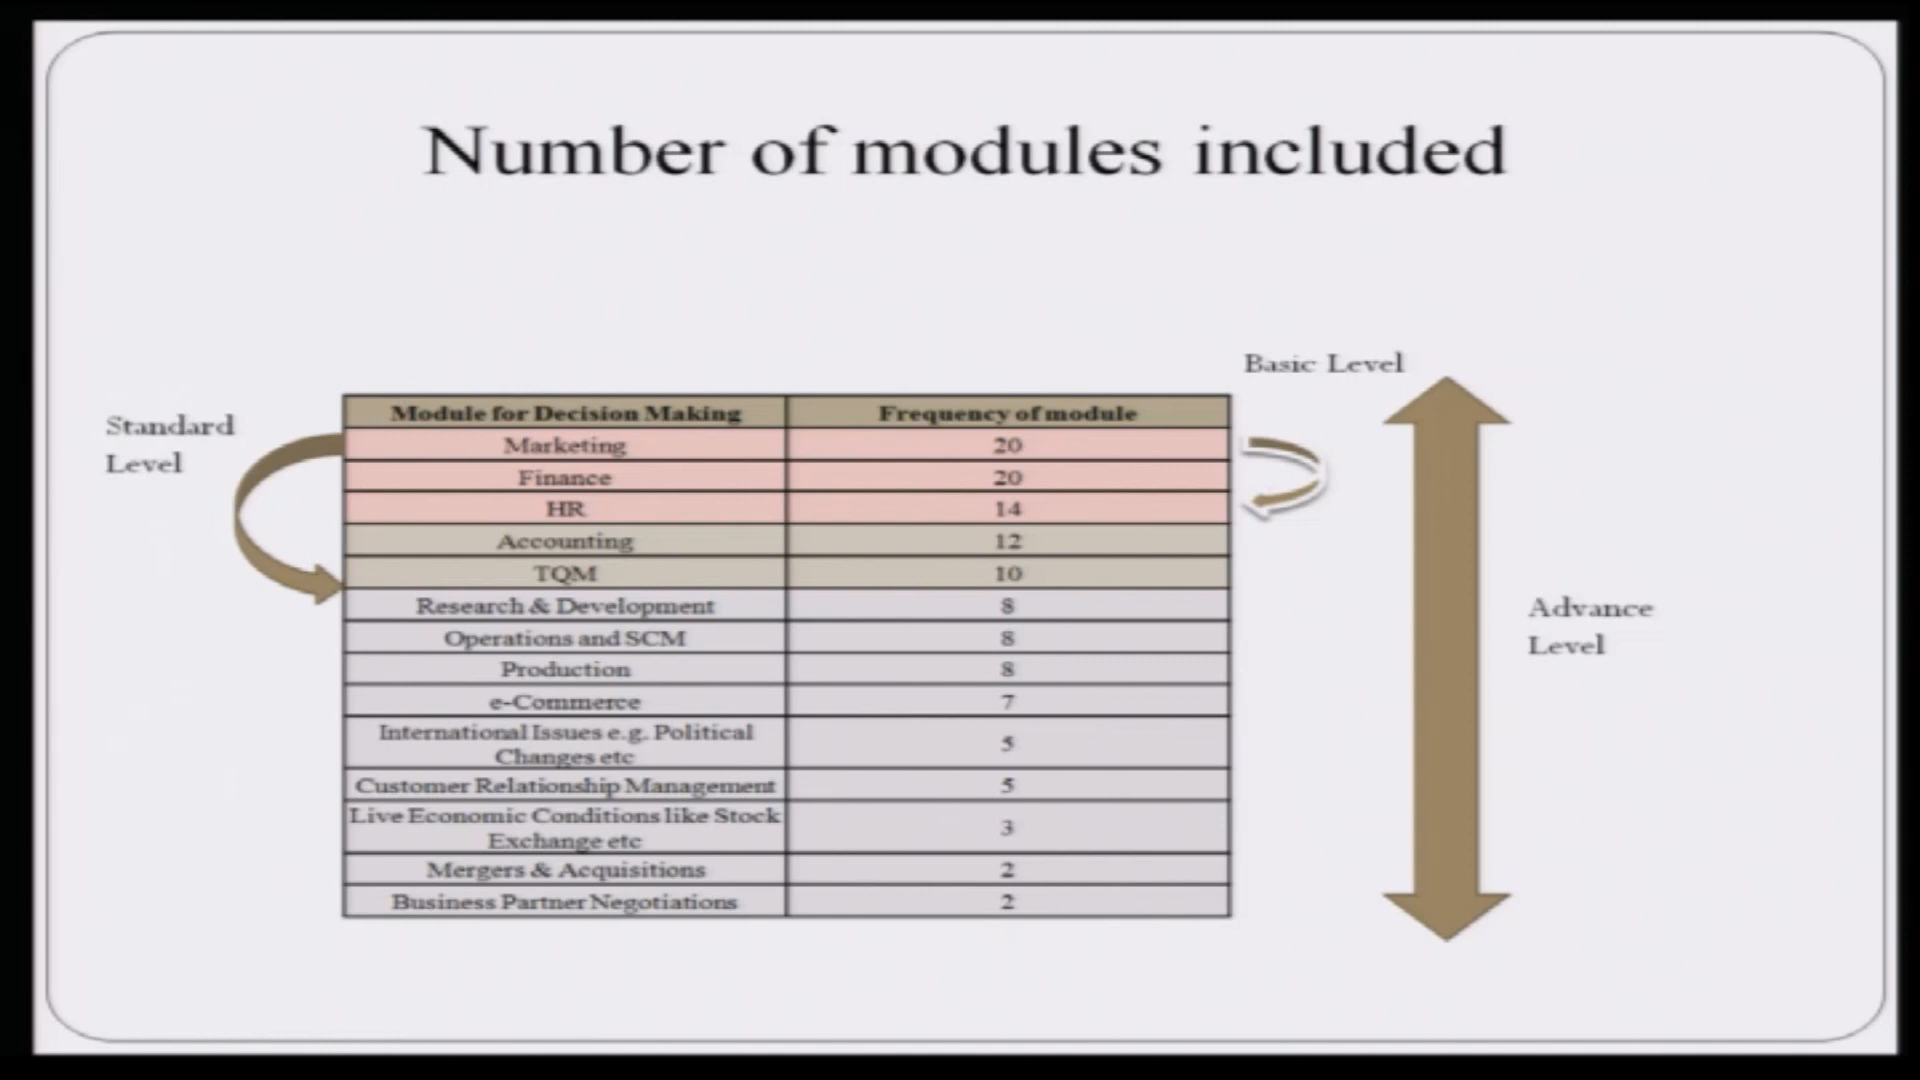 Number of modules included
Basic Level
Standard
Level
Module for Decision Making Frequency of module
Marketing 20
Finance 20
HR 14
Accounting 12
TQM 10
Research & Development 8
Operations and SCM 8
Production 8
e-Commerce 7
International Issues e.g. Political
Changes etc 5
Customer Relationship Management 5
Live Economic Conditions like Stock
Exchange etc 3
Mergers & Acquisitions 2
Business Partner Negotiations 2
Advance
Level